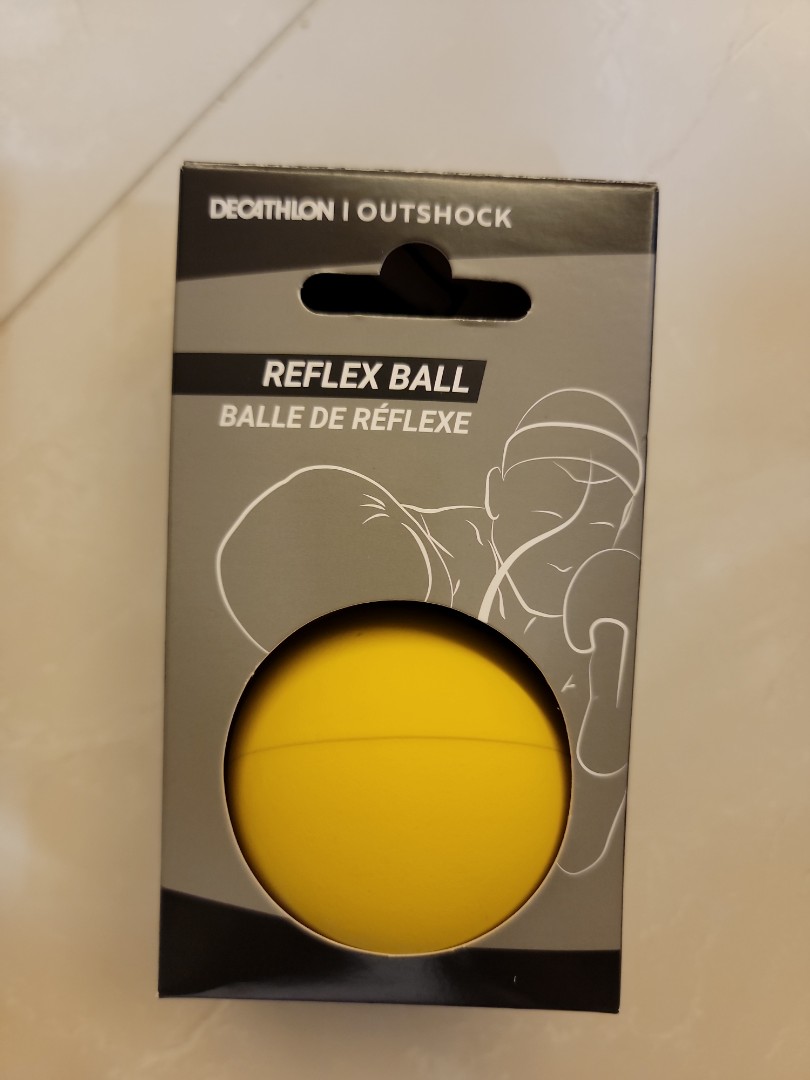 DECATHLON | OUTSHOCK
REFLEX BALL
BALLE DE RÉFLEXE